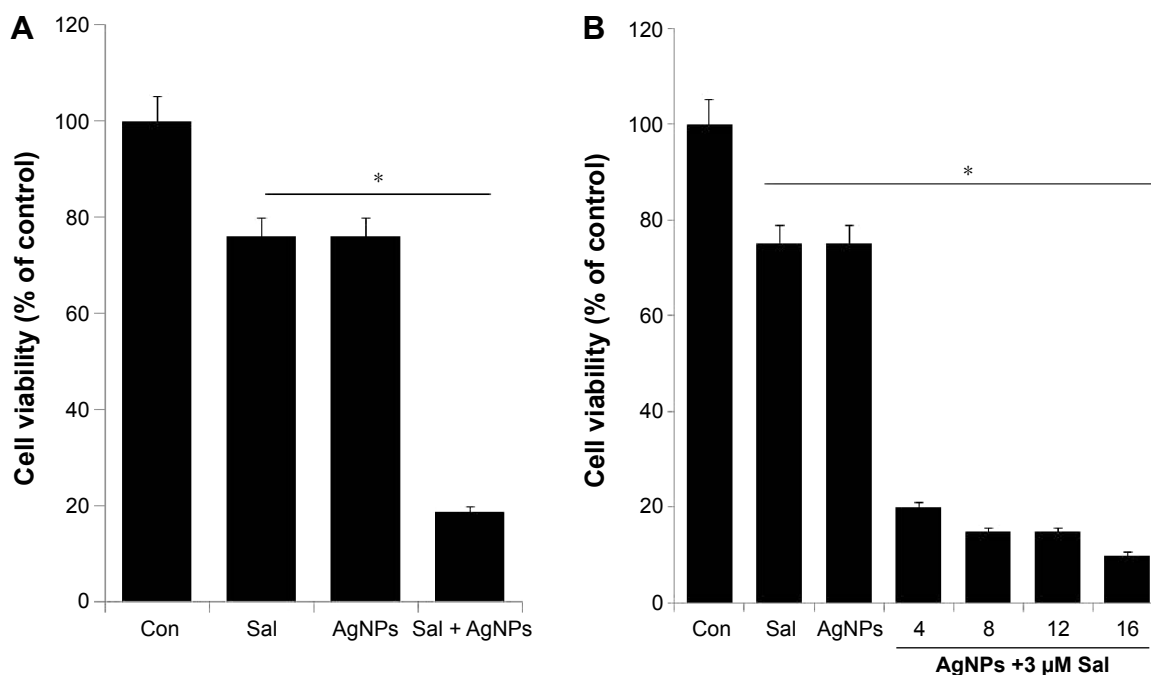 A
Cell viability (% of control)
120
100
80
60
40
20
0
*
Con Sal AgNPs Sal + AgNPs
B
Cell viability (% of control)
120
100
80
60
40
20
0
*
Con Sal AgNPs 4 8 12 16
AgNPs +3 µM Sal